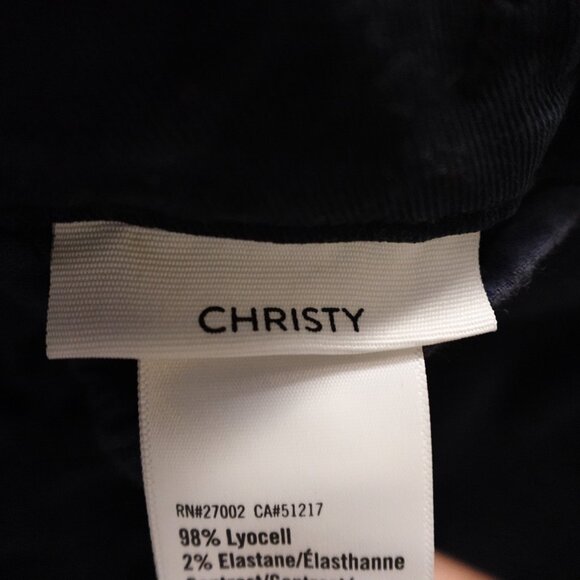 CHRISTY
RN#27002 CA#51217
98% Lyocell
2% Elastane/Élasthanne